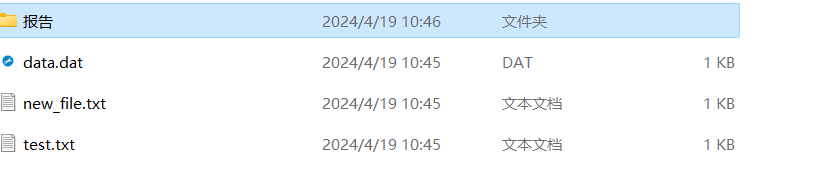 报告 2024/4/19 10:46 文件夹
data.dat 2024/4/19 10:45 DAT 1 KB
new_file.txt 2024/4/19 10:45 文本文档 1 KB
test.txt 2024/4/19 10:45 文本文档 1 KB